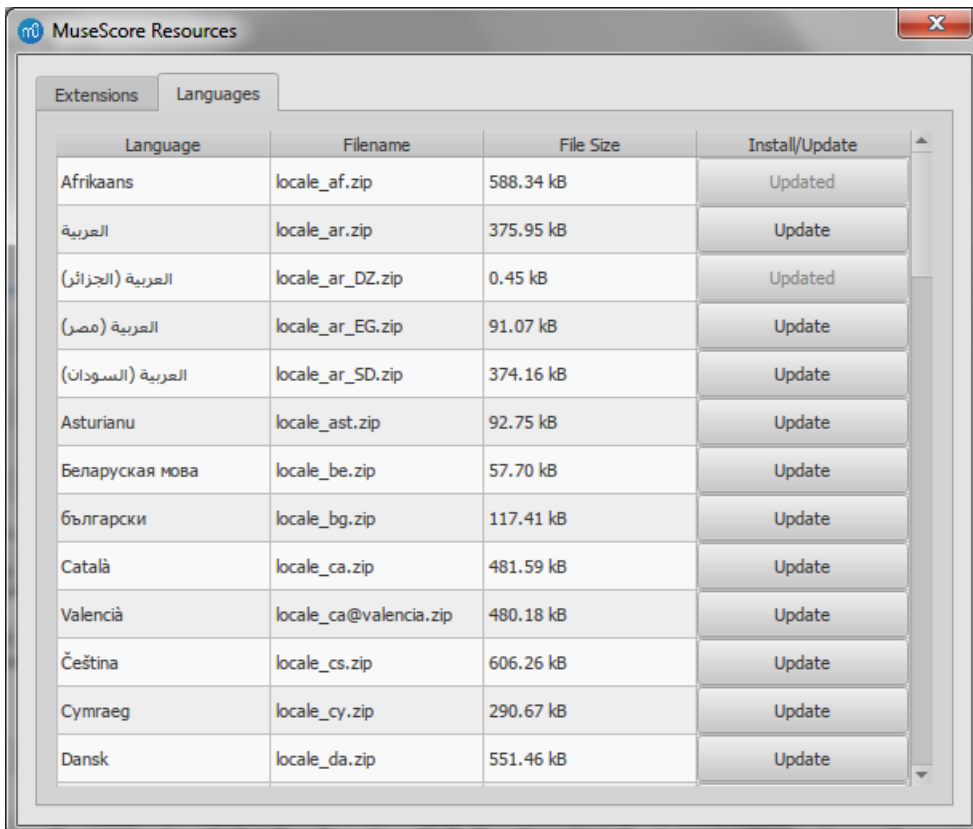 MuseScore Resources
Extensions Languages
Language Filename File Size Install/Update
Afrikaans locale_af.zip 588.34 kB Updated
العربية locale_ar.zip 375.95 kB Update
العربية (الجزائر) locale_ar_DZ.zip 0.45 kB Updated
العربية (مصر) locale_ar_EG.zip 91.07 kB Update
العربية (السودان) locale_ar_SD.zip 374.16 kB Update
Asturianu locale_ast.zip 92.75 kB Update
Беларуская мова locale_be.zip 57.70 kB Update
български locale_bg.zip 117.41 kB Update
Català locale_ca.zip 481.59 kB Update
Valencià locale_ca@valencia.zip 480.18 kB Update
Čeština locale_cs.zip 606.26 kB Update
Cymraeg locale_cy.zip 290.67 kB Update
Dansk locale_da.zip 551.46 kB Update